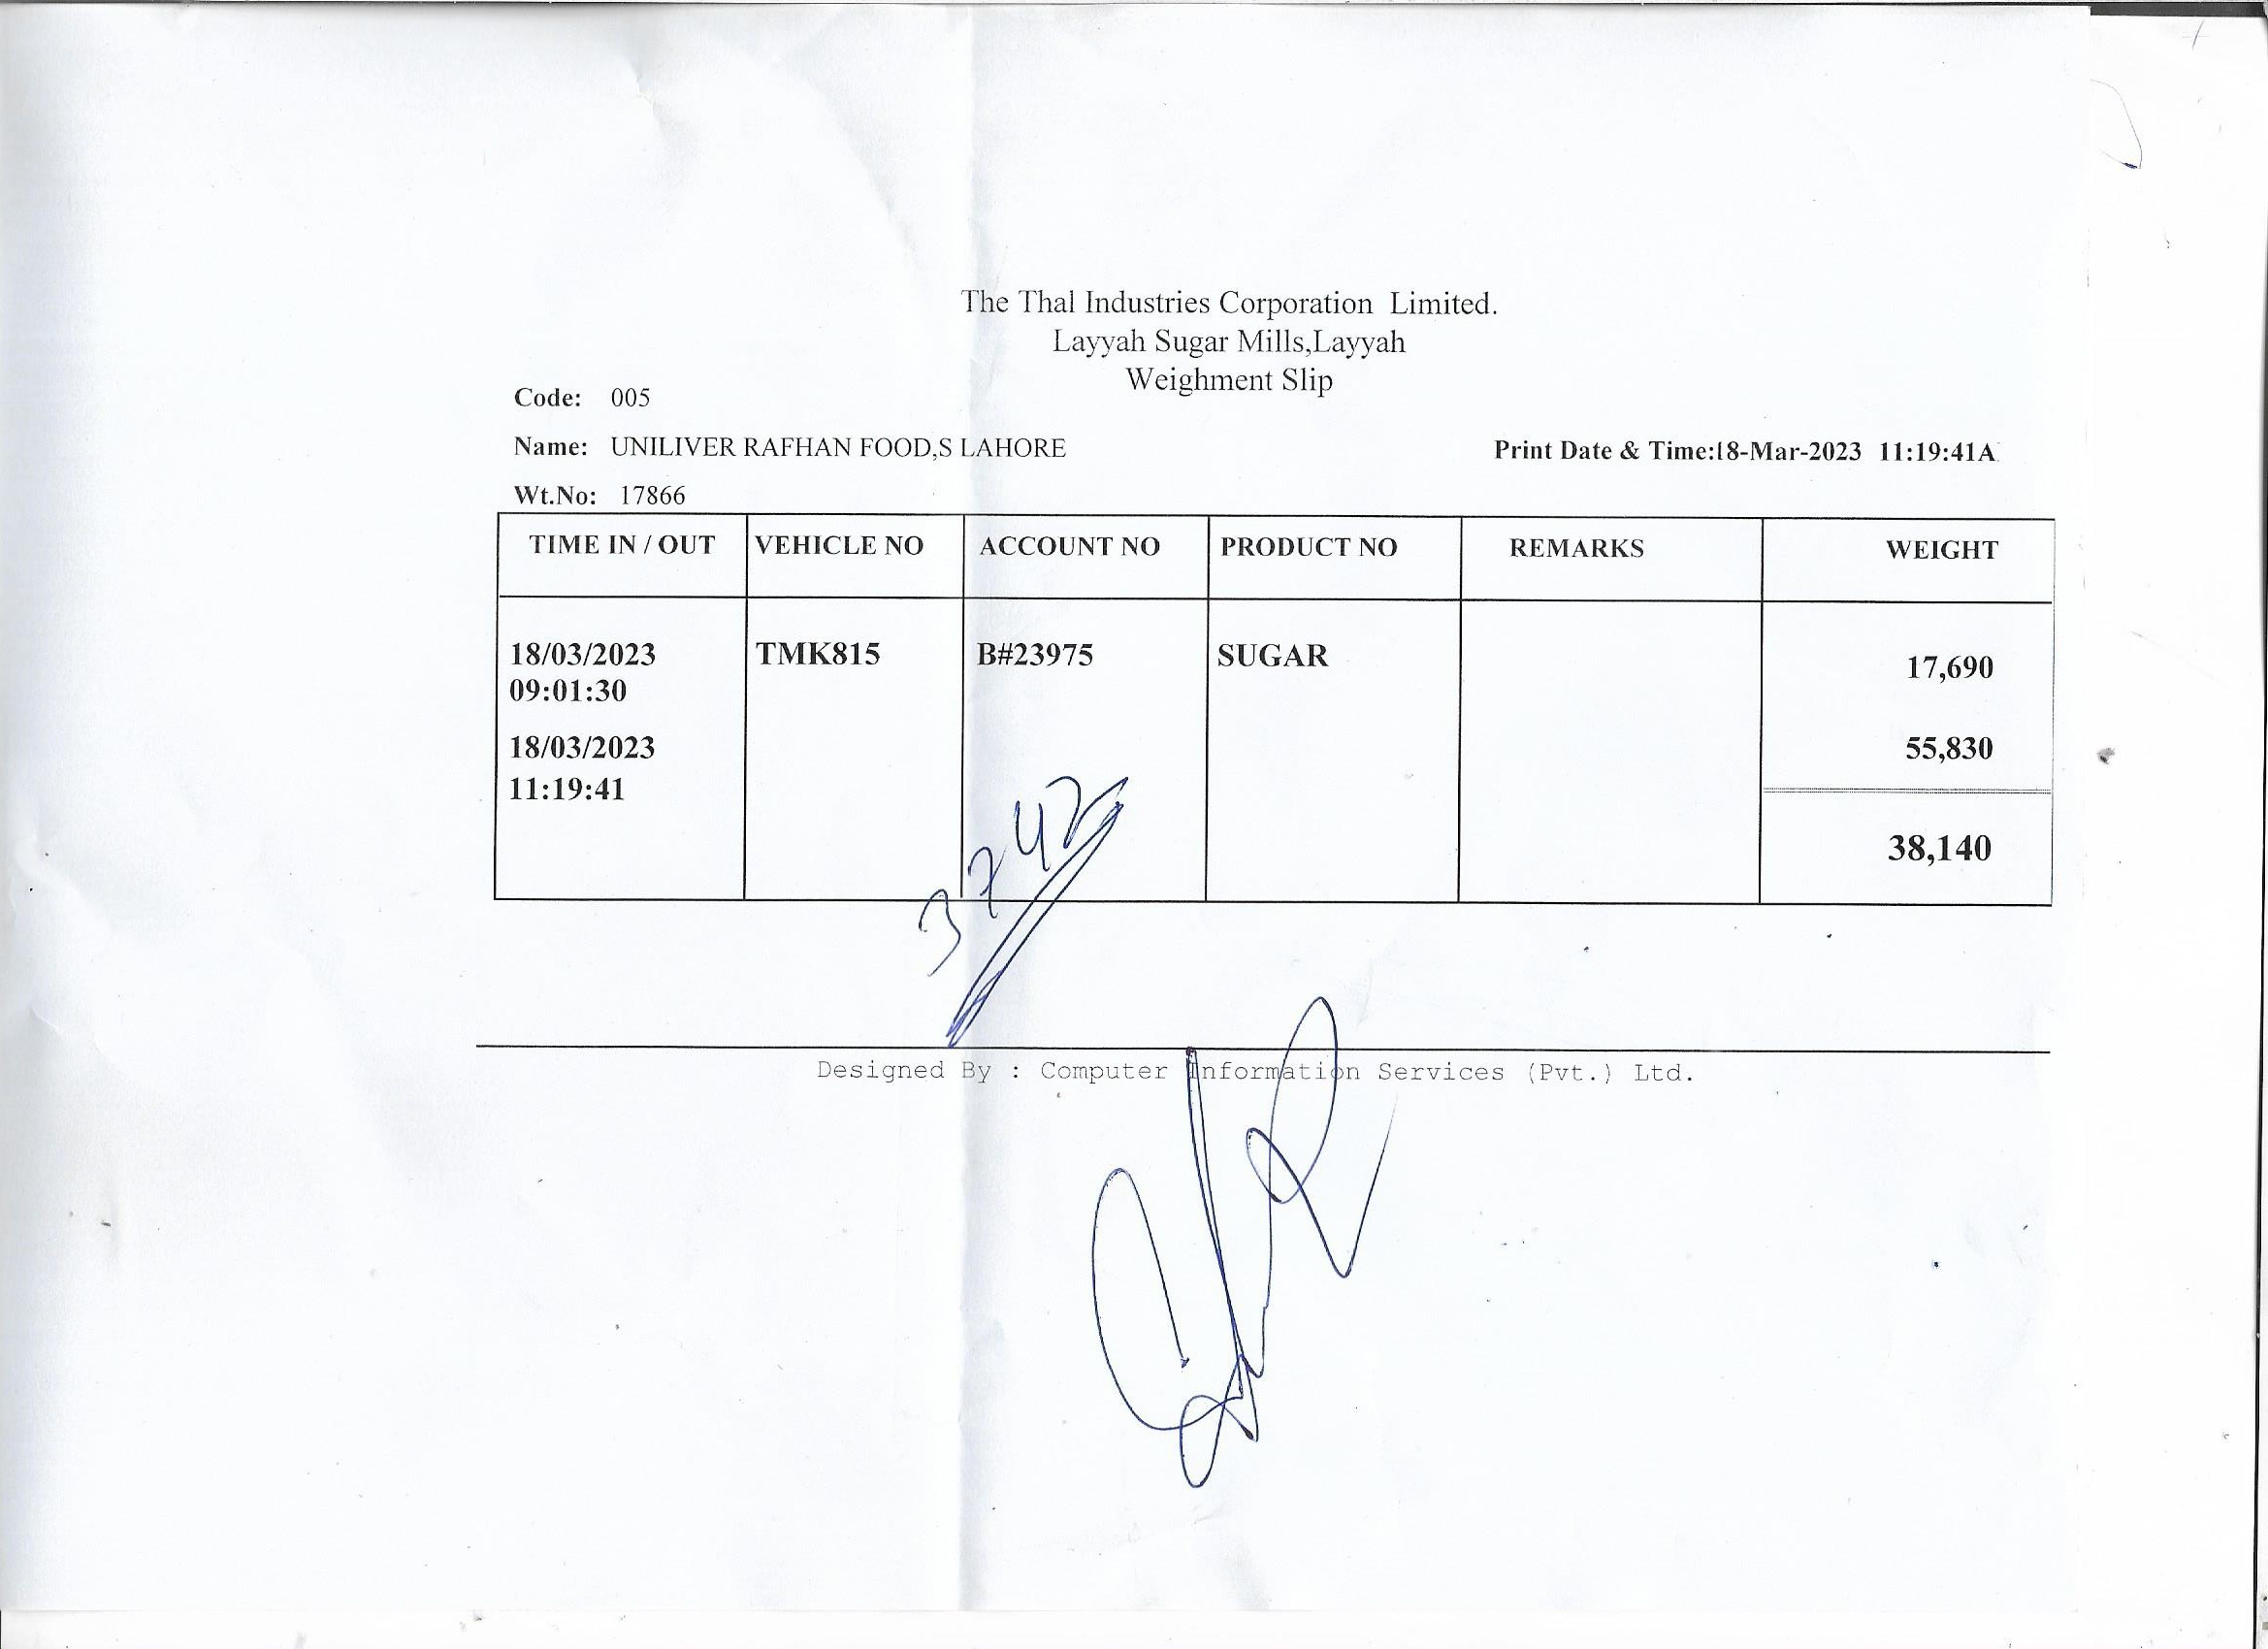 The Thal Industries Corporation Limited.
Layyah Sugar Mills,Layyah
Weighment Slip
Code: 005
Name: UNILIVER RAFHAN FOOD,S LAHORE
Print Date & Time:18-Mar-2023 11:19:41A
Wt.No: 17866
TIME IN / OUT VEHICLE NO ACCOUNT NO PRODUCT NO REMARKS WEIGHT
18/03/2023 TMK815 B#23975 SUGAR 17,690
09:01:30
18/03/2023 55,830
11:19:41
38,140
3742
Designed By : Computer Information Services (Pvt.) Ltd.